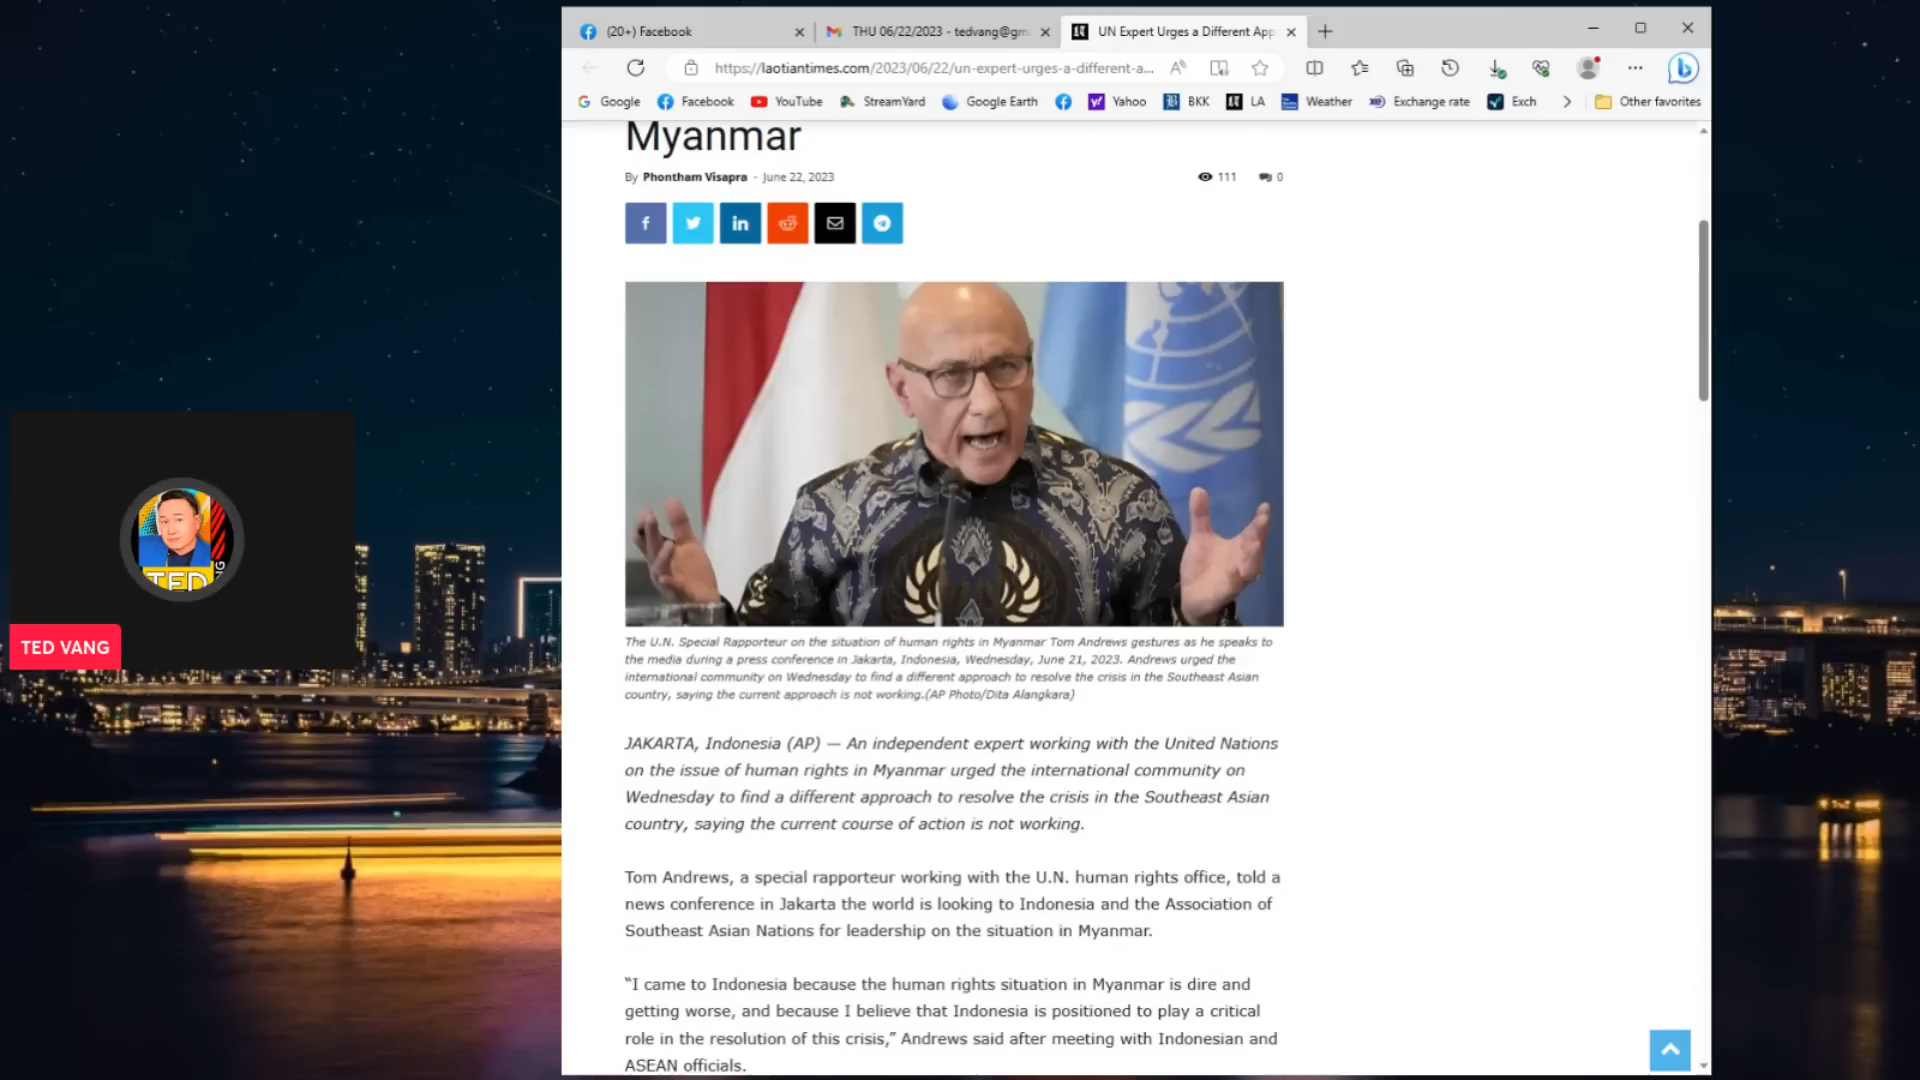 (20+) Facebook
THU 06/22/2023 - tedvang@gm
UN Expert Urges a Different App
https://laotiantimes.com/2023/06/22/un-expert-urges-a-different-a...
Google
Facebook
YouTube
StreamYard
Google Earth
Yahoo
BKK
LA
Weather
Exchange rate
Exch
Other favorites
Myanmar
By Phontham Visapra - June 22, 2023
111
0
TED
TED VANG
The U.N. Special Rapporteur on the situation of human rights in Myanmar Tom Andrews gestures as he speaks to
the media during a press conference in Jakarta, Indonesia, Wednesday, June 21, 2023. Andrews urged the
international community on Wednesday to find a different approach to resolve the crisis in the Southeast Asian
country, saying the current approach is not working.(AP Photo/Dita Alangkara)
JAKARTA, Indonesia (AP) — An independent expert working with the United Nations
on the issue of human rights in Myanmar urged the international community on
Wednesday to find a different approach to resolve the crisis in the Southeast Asian
country, saying the current course of action is not working.
Tom Andrews, a special rapporteur working with the U.N. human rights office, told a
news conference in Jakarta the world is looking to Indonesia and the Association of
Southeast Asian Nations for leadership on the situation in Myanmar.
“I came to Indonesia because the human rights situation in Myanmar is dire and
getting worse, and because I believe that Indonesia is positioned to play a critical
role in the resolution of this crisis,” Andrews said after meeting with Indonesian and
ASEAN officials.